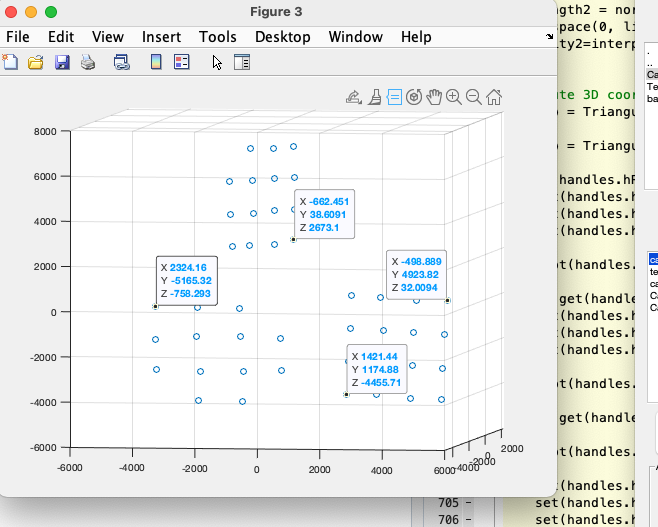 Figure 3
File Edit View Insert Tools Desktop Window Help
8000
6000
4000
2000
0
-2000
-4000
-6000
X -662.451
Y 38.6091
Z 2673.1
X 2324.16
Y -5165.32
Z -758.293
X -498.889
Y 4923.82
Z 32.0094
X 1421.44
Y 1174.88
Z -4455.71
-6000 -4000 -2000 0 2000 4000 6000
-4000
-2000
0
2000
ngth2 = nor
space(0, li
ity2=interp
te 3D coor
= Triangu
= Triangu
handles.hF
t(handles.h
t(handles.h
t(handles.h
ot(handles.
get(handle
t(handles.h
t(handles.h
t(handles.h
ot(handles.
get(handle
ot(handles.
t(handles.h
705 - set(handles.h
706 - set(handles.h
.
..
Ca
Te
ba
ca
te
ca
Ca
Ca